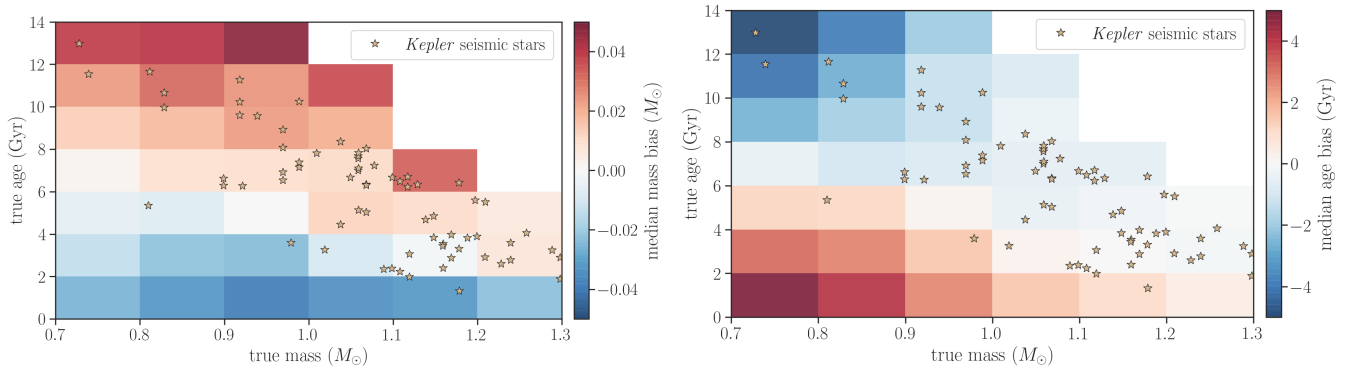 14
12
10
8
6
4
2
0
true age (Gyr)
Kepler seismic stars
0.7 0.8 0.9 1.0 1.1 1.2 1.3
true mass (M⊙)
0.04
0.02
0.00
−0.02
−0.04
median mass bias (M⊙)
14
12
10
8
6
4
2
0
true age (Gyr)
Kepler seismic stars
0.7 0.8 0.9 1.0 1.1 1.2 1.3
true mass (M⊙)
4
2
0
−2
−4
median age bias (Gyr)